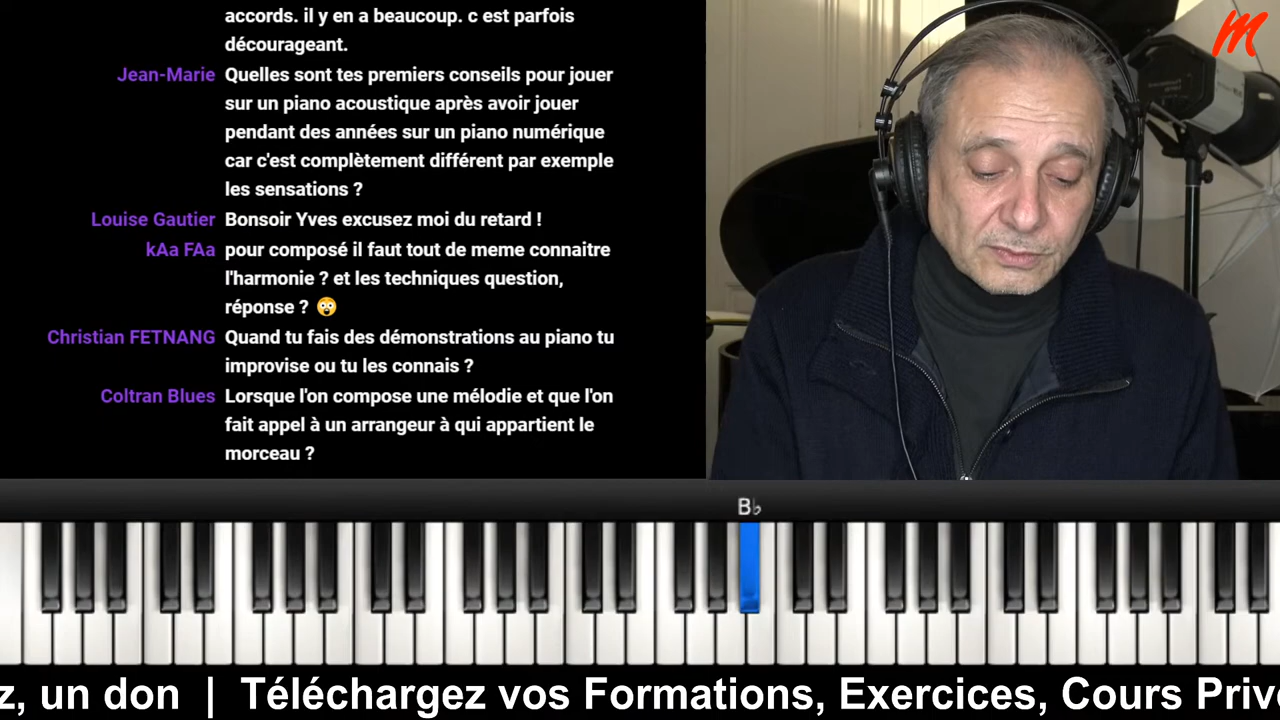 accords. il y en a beaucoup. c est parfois
décourageant.
Jean-Marie Quelles sont tes premiers conseils pour jouer
sur un piano acoustique après avoir jouer
pendant des années sur un piano numérique
car c'est complètement différent par exemple
les sensations ?
Louise Gautier Bonsoir Yves excusez moi du retard !
kAa FAa pour composé il faut tout de meme connaitre
l'harmonie ? et les techniques question,
réponse ? 😲
Christian FETNANG Quand tu fais des démonstrations au piano tu
improvise ou tu les connais ?
Coltran Blues Lorsque l'on compose une mélodie et que l'on
fait appel à un arrangeur à qui appartient le
morceau ?
M
B♭
z, un don | Téléchargez vos Formations, Exercices, Cours Priv